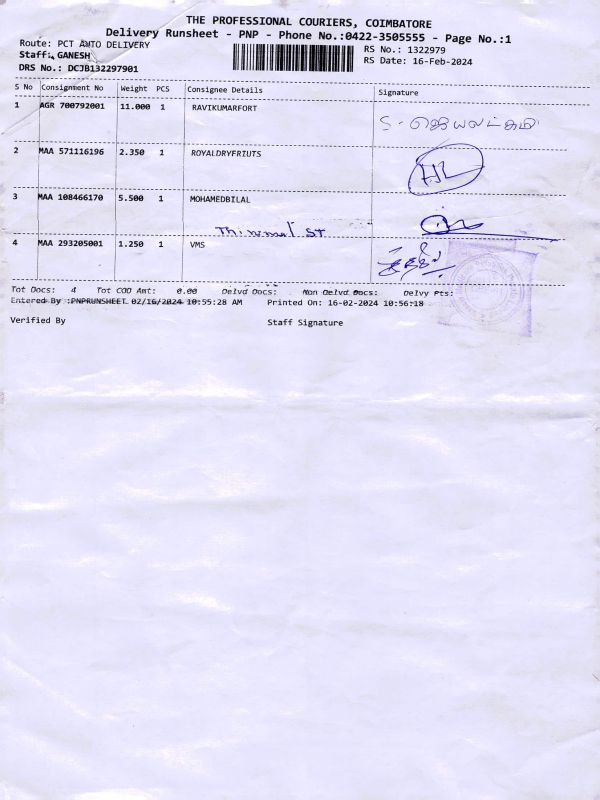 THE PROFESSIONAL COURIERS, COIMBATORE
Delivery Runsheet - PNP - Phone No.:0422-3505555 - Page No.:1
Route: PCT AUTO DELIVERY RS No.: 1322979
Staff: GANESH RS Date: 16-Feb-2024
DRS No.: DCJB132297901
S No Consignment No Weight PCS Consignee Details Signature
1 AGR 700792001 11.000 1 RAVIKUMARFORT
S. ஜெயலட்சுமி
2 MAA 571116196 2.350 1 ROYALDRYFRIUTS
3 MAA 108466170 5.500 1 MOHAMEDBILAL
Thirumal ST
4 MAA 293205001 1.250 1 VMS
Tot Docs: 4 Tot COD Amt: 0.00 Delvd Docs: Non Delvd Docs: Delvy Pts:
Entered By :PNPRUNSHEET 02/16/2024 10:55:28 AM Printed On: 16-02-2024 10:56:18
Verified By Staff Signature